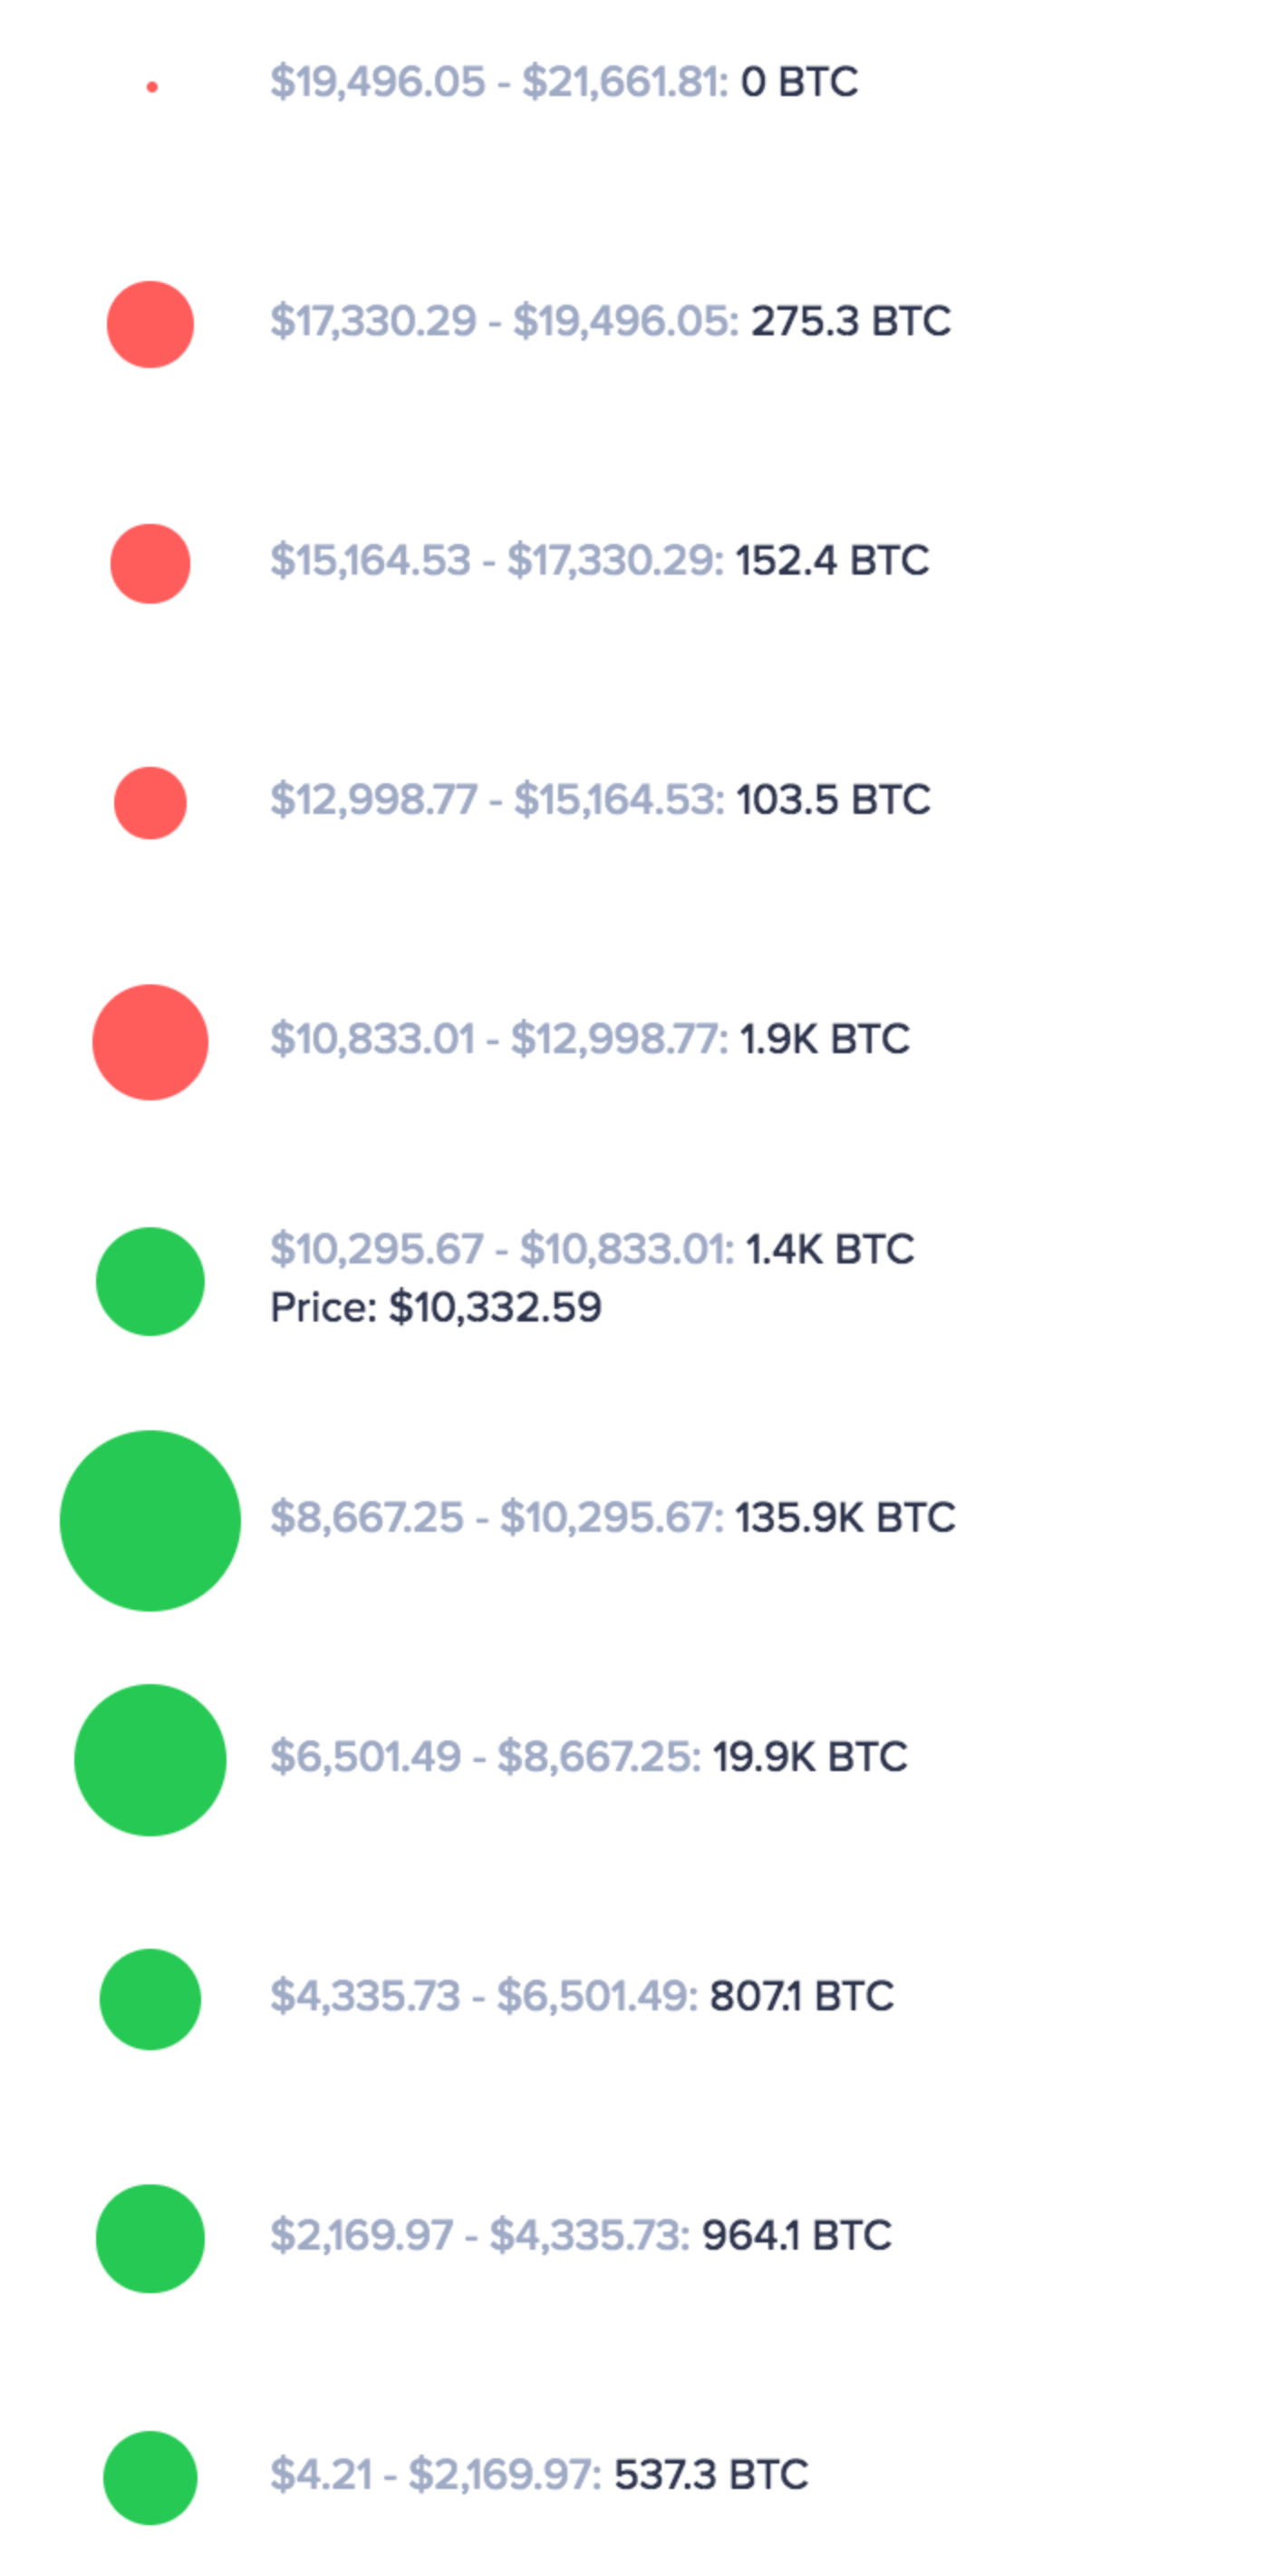 $19,496.05 - $21,661.81: 0 BTC
$17,330.29 - $19,496.05: 275.3 BTC
$15,164.53 - $17,330.29: 152.4 BTC
$12,998.77 - $15,164.53: 103.5 BTC
$10,833.01 - $12,998.77: 1.9K BTC
$10,295.67 - $10,833.01: 1.4K BTC
Price: $10,332.59
$8,667.25 - $10,295.67: 135.9K BTC
$6,501.49 - $8,667.25: 19.9K BTC
$4,335.73 - $6,501.49: 807.1 BTC
$2,169.97 - $4,335.73: 964.1 BTC
$4.21 - $2,169.97: 537.3 BTC